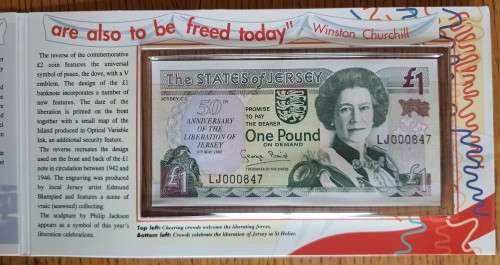 are also to be freed today" Winston Churchill
The reverse of the commemorative
£2 coin features the universal
symbol of peace, the dove, with a V
emblem. The design of the £1
banknote incorporates a number of
new features. The date of the
liberation is printed on the front
together with a small map of the
Island produced in Optical Variable
Ink, an additional security feature.
The reverse recreates the design
used on the front and back of the £1
note in circulation between 1942 and
1946. The engraving was produced
by local Jersey artist Edmund
Blampied and features a scene of
vraic (seaweed) collecting.
The sculpture by Philip Jackson
appears as a symbol of this year's
liberation celebrations.
The STATES of JERSEY
£1
50TH
ANNIVERSARY
OF THE
LIBERATION OF
JERSEY
9TH MAY 1995
PROMISE
TO PAY
THE BEARER
One Pound
ON DEMAND
LJ000847
LJ000847
£1
Top left: Cheering crowds welcome the liberating forces.
Bottom left: Crowds celebrate the liberation of Jersey in St Helier.